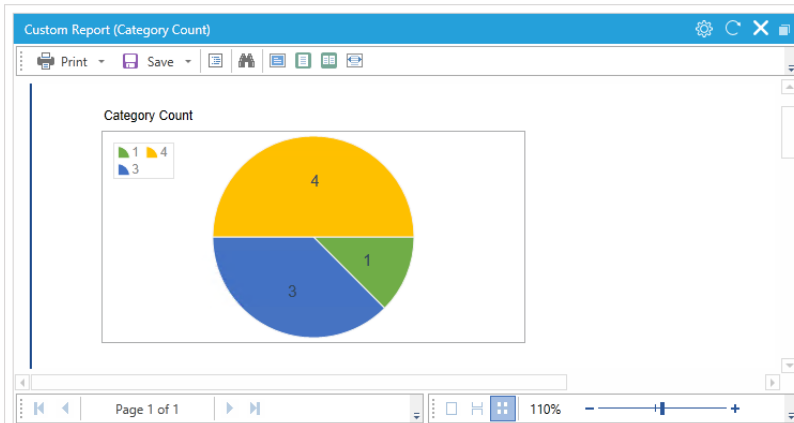 Custom Report (Category Count)
Print Save
Category Count
1 4
3
4
1
3
Page 1 of 1
110%